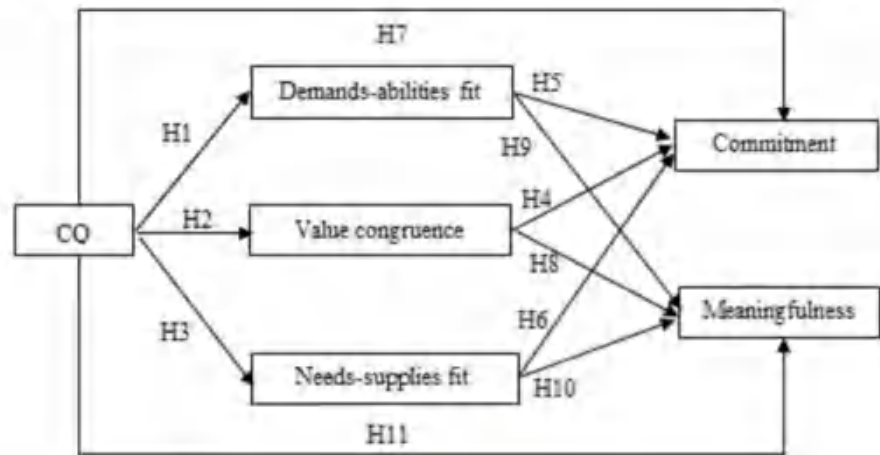 H7
Demands-abilities fit
H5
H1
H9
Commitment
CQ
H2
Value congruence
H4
H8
H3
H6
Meaningfulness
Needs-supplies fit
H10
H11